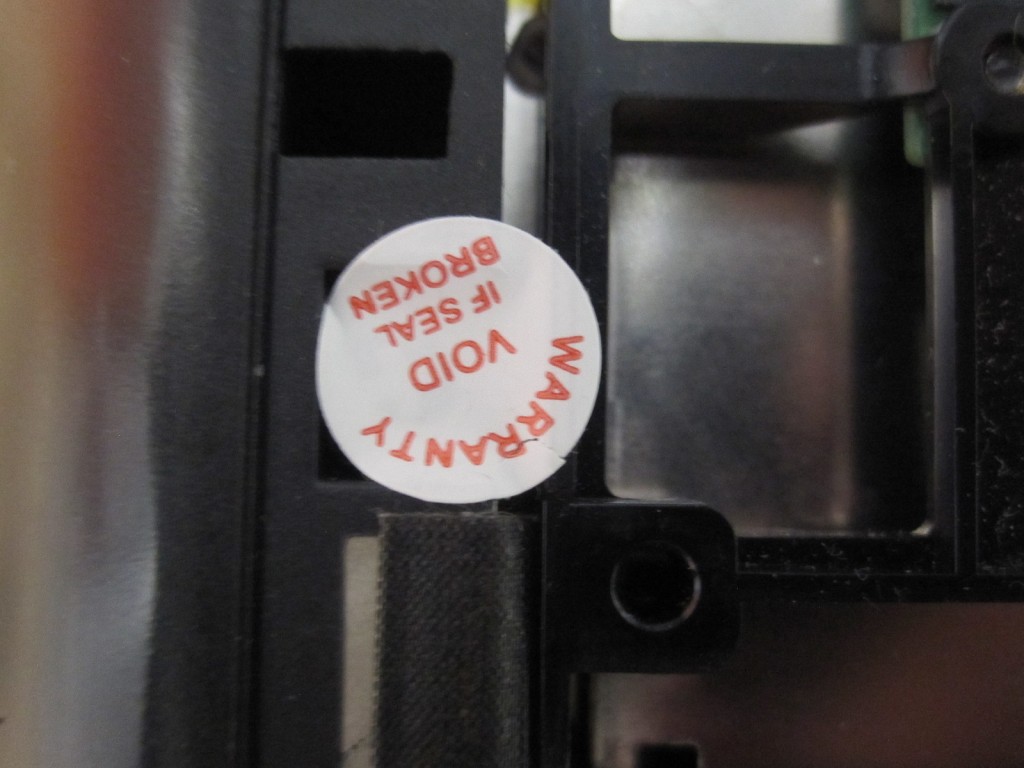 WARRANTY
VOID
IF SEAL
BROKEN